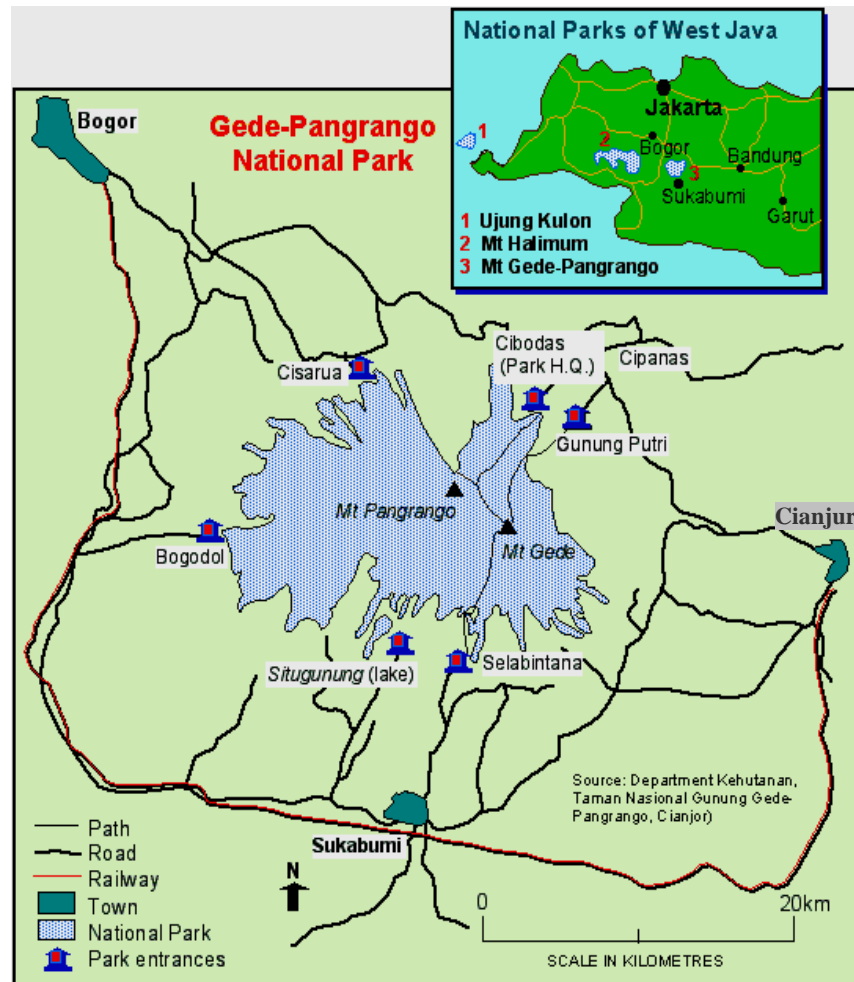 National Parks of West Java
Jakarta
1
2
Bogor
Bandung
3
Sukabumi
Garut
1 Ujung Kulon
2 Mt Halimum
3 Mt Gede-Pangrango
Bogor
Gede-Pangrango
National Park
Cibodas
(Park H.Q.)
Cipanas
Cisarua
Gunung Putri
Mt Pangrango
Cianjur
Bogodol
Mt Gede
Situgunung (lake)
Selabintana
Source: Department Kehutanan,
Taman Nasional Gunung Gede-
Pangrango, Cianjor)
Sukabumi
Path
Road
Railway
Town
National Park
Park entrances
N
0
20km
SCALE IN KILOMETRES